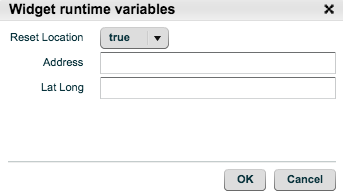 Widget runtime variables
Reset Location true
Address
Lat Long
OK Cancel